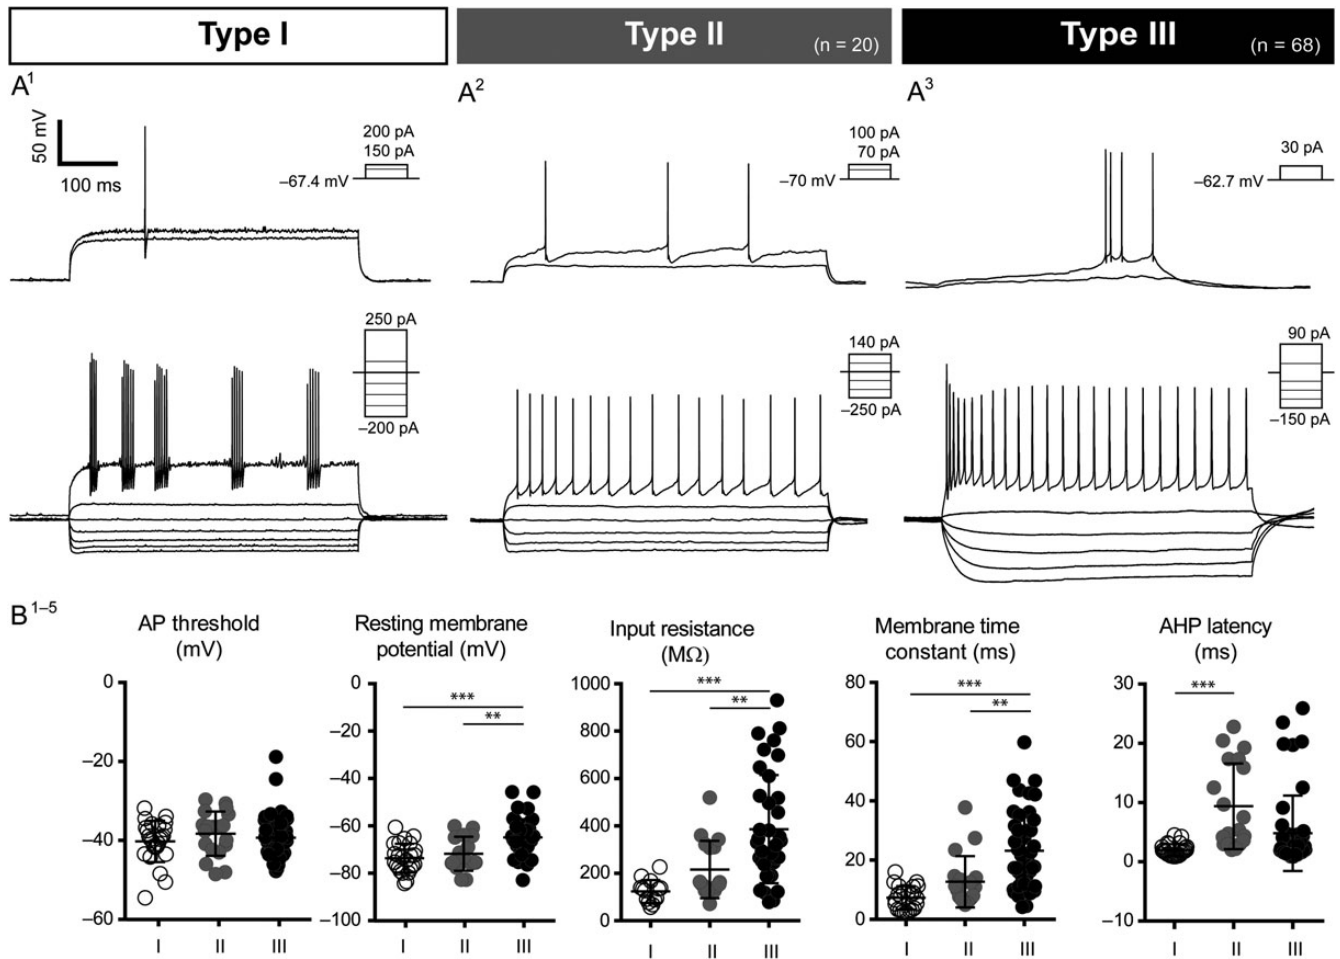 Type I
Type II (n = 20)
Type III (n = 68)
A1
50 mV
100 ms
200 pA
150 pA
–67.4 mV
A2
100 pA
70 pA
–70 mV
A3
30 pA
–62.7 mV
250 pA
–200 pA
140 pA
–250 pA
90 pA
–150 pA
B1–5
AP threshold
(mV)
0
–20
–40
–60
I II III
Resting membrane
potential (mV)
0
–20
–40
–60
–80
–100
***
**
I II III
Input resistance
(MΩ)
1000
800
600
400
200
0
***
**
I II III
Membrane time
constant (ms)
80
60
40
20
0
***
**
I II III
AHP latency
(ms)
30
20
10
0
–10
***
I II III